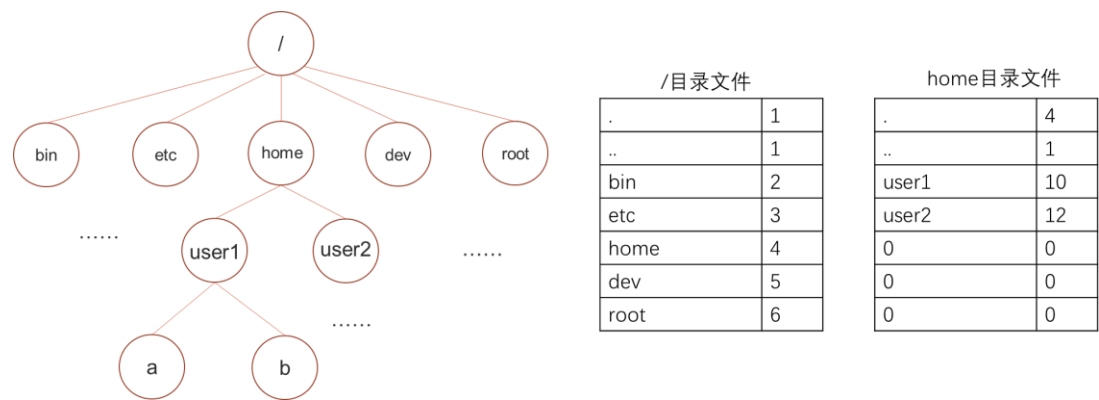 /
bin
etc
home
dev
root
……
user1
user2
……
……
a
b
/目录文件
. 1
.. 1
bin 2
etc 3
home 4
dev 5
root 6
home目录文件
. 4
.. 1
user1 10
user2 12
0 0
0 0
0 0